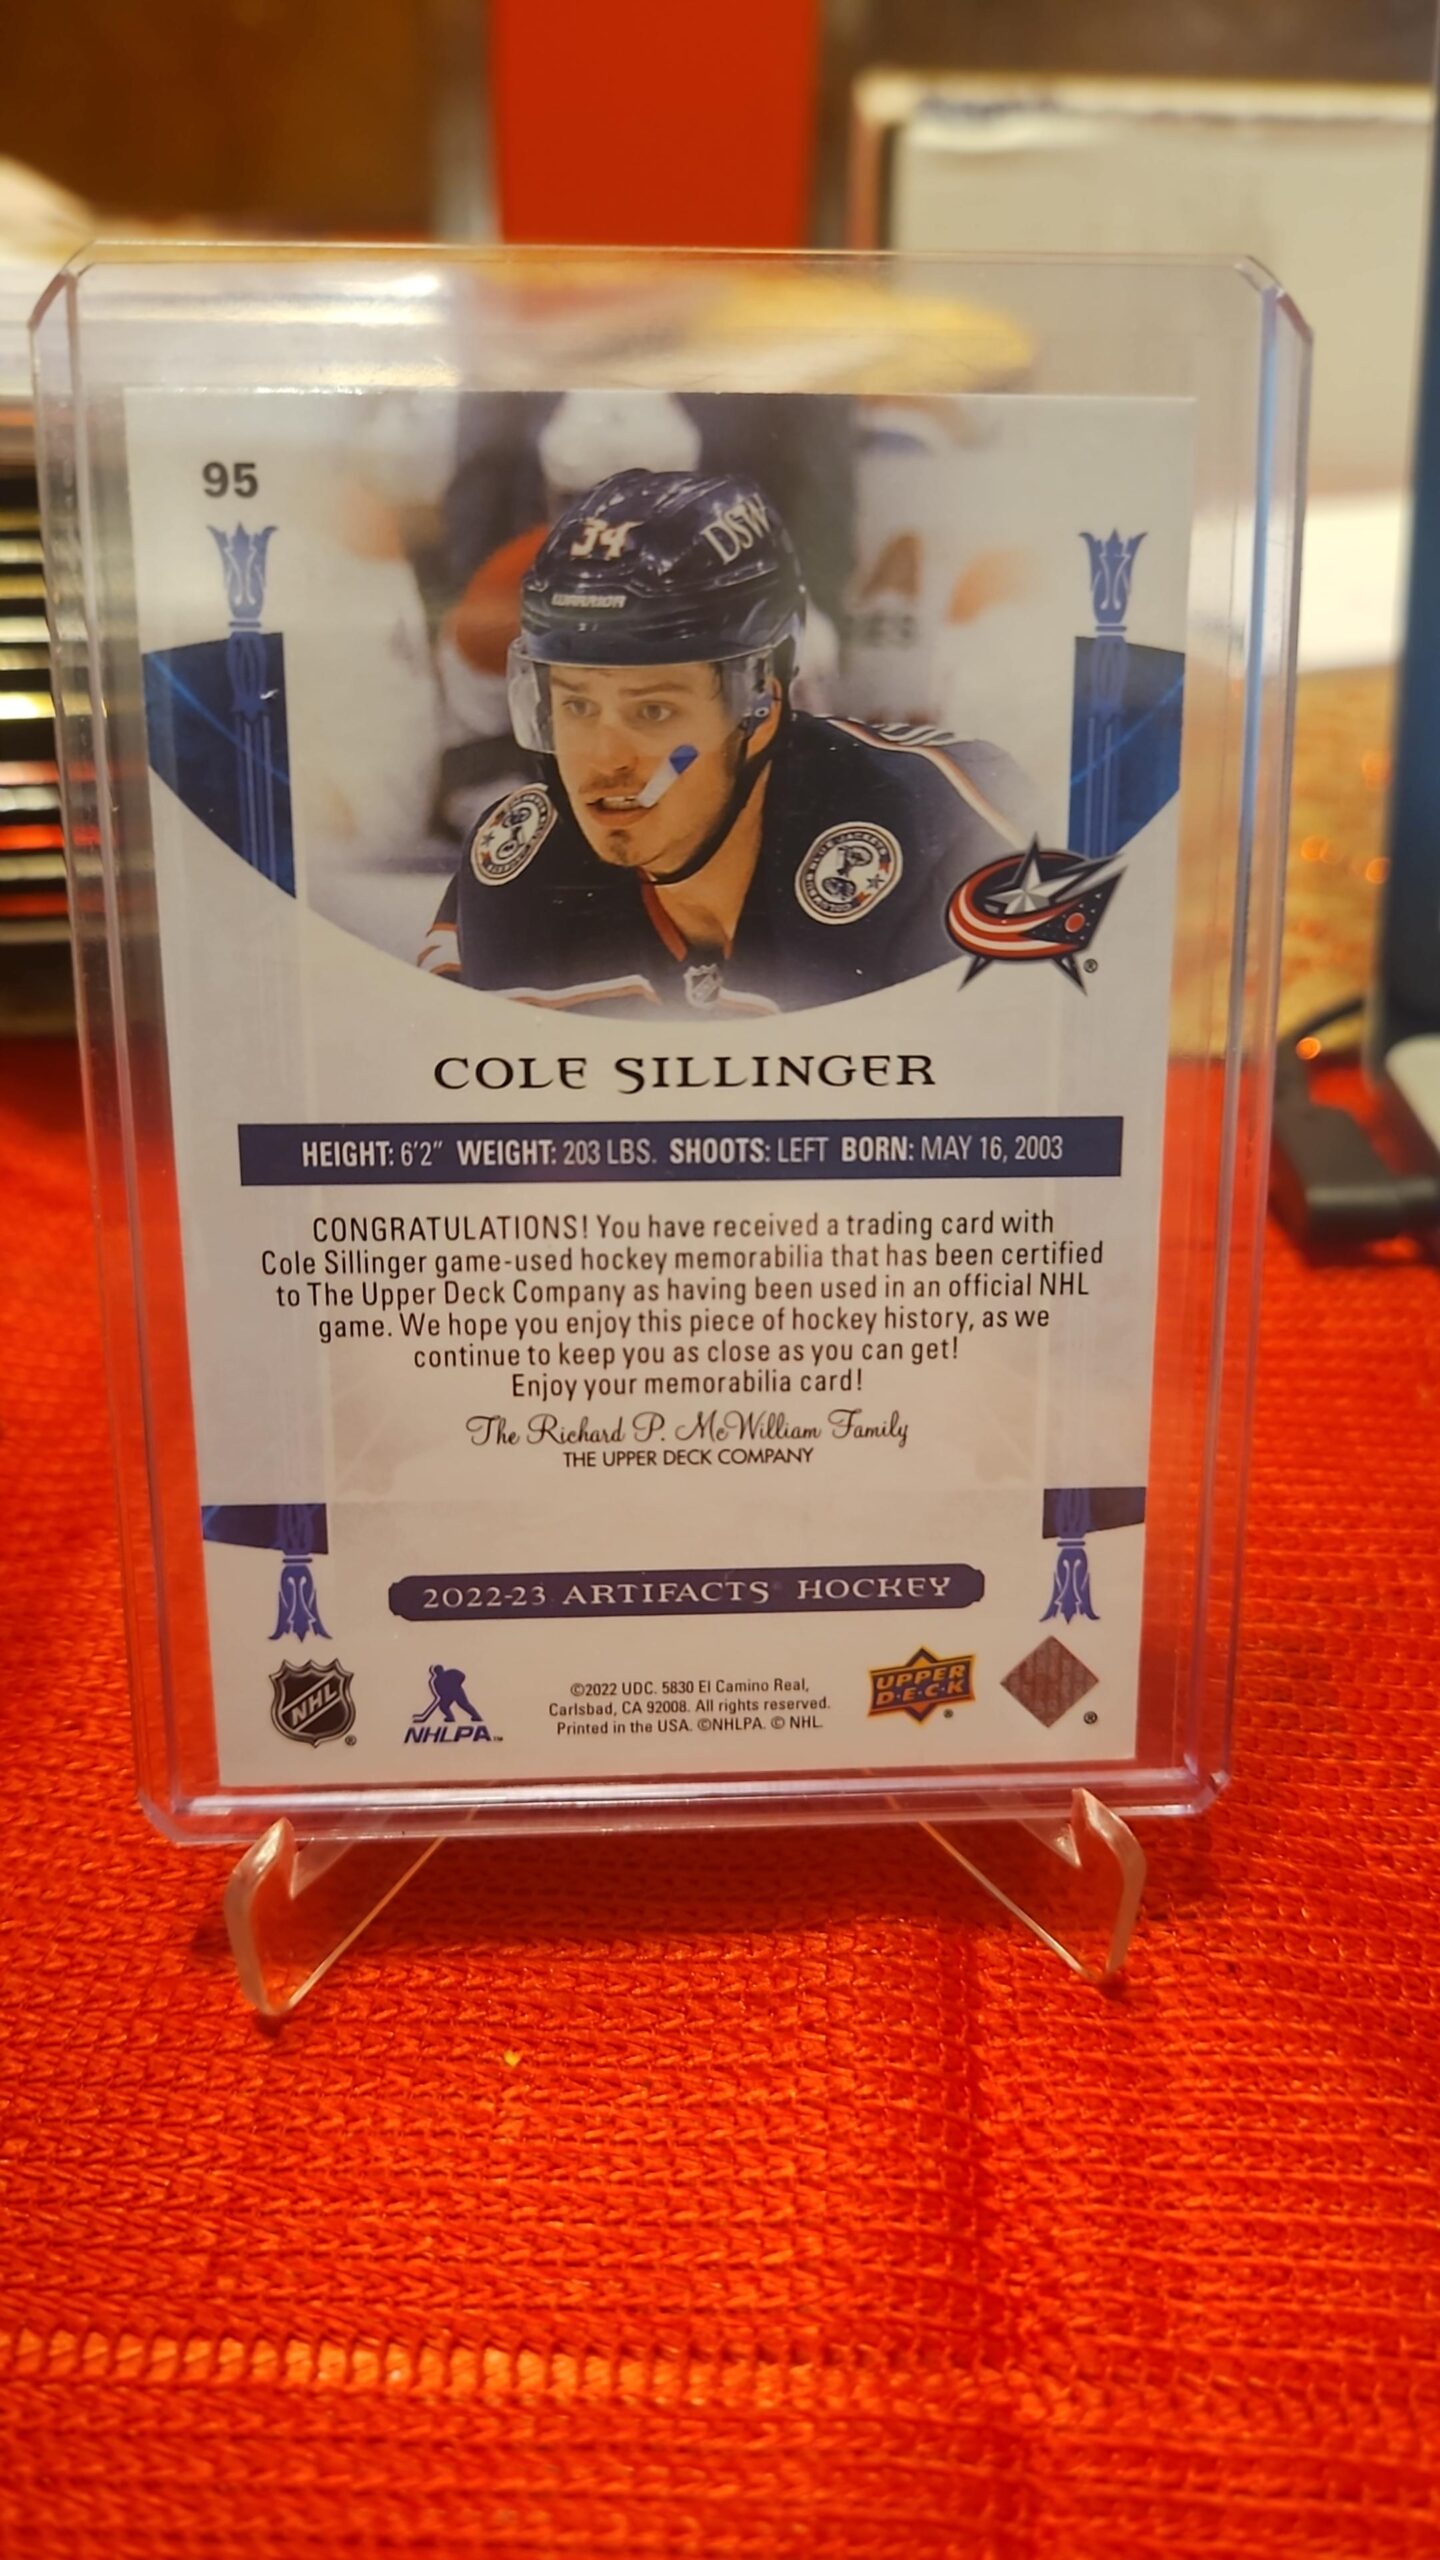 95
34
DSW
WARRIOR
COLE SILLINGER
HEIGHT: 6'2" WEIGHT: 203 LBS. SHOOTS: LEFT BORN: MAY 16, 2003
CONGRATULATIONS! You have received a trading card with
Cole Sillinger game-used hockey memorabilia that has been certified
to The Upper Deck Company as having been used in an official NHL
game. We hope you enjoy this piece of hockey history, as we
continue to keep you as close as you can get!
Enjoy your memorabilia card!
The Richard P. McWilliam Family
THE UPPER DECK COMPANY
2022-23 ARTIFACTS HOCKEY
NHL ®
NHLPA™
©2022 UDC. 5830 El Camino Real,
Carlsbad, CA 92008. All rights reserved.
Printed in the USA. ©NHLPA. © NHL.
UPPER
DECK ®
®